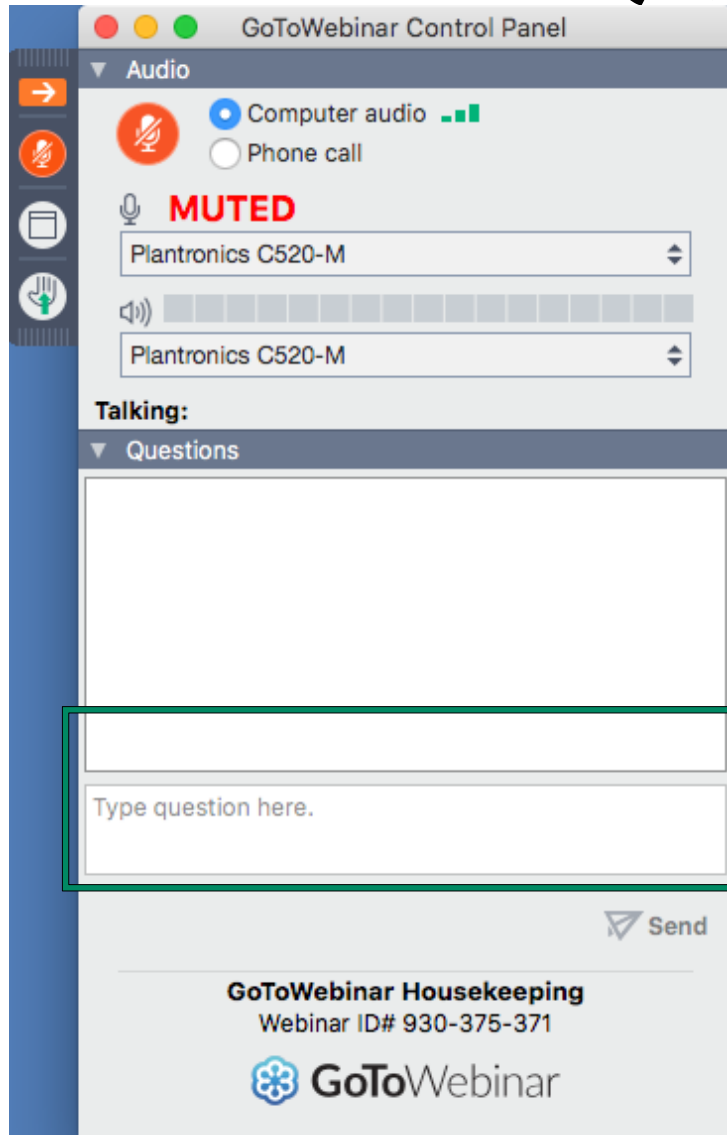 GoToWebinar Control Panel
Audio
Computer audio
Phone call
MUTED
Plantronics C520-M
Plantronics C520-M
Talking:
Questions
Type question here.
Send
GoToWebinar Housekeeping
Webinar ID# 930-375-371
GoToWebinar